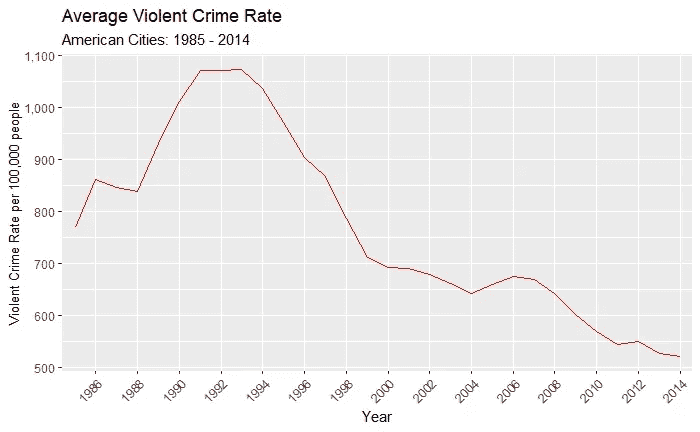 Average Violent Crime Rate
American Cities: 1985 - 2014
Violent Crime Rate per 100,000 people
1,100
1,000
900
800
700
600
500
1986 1988 1990 1992 1994 1996 1998 2000 2002 2004 2006 2008 2010 2012 2014
Year